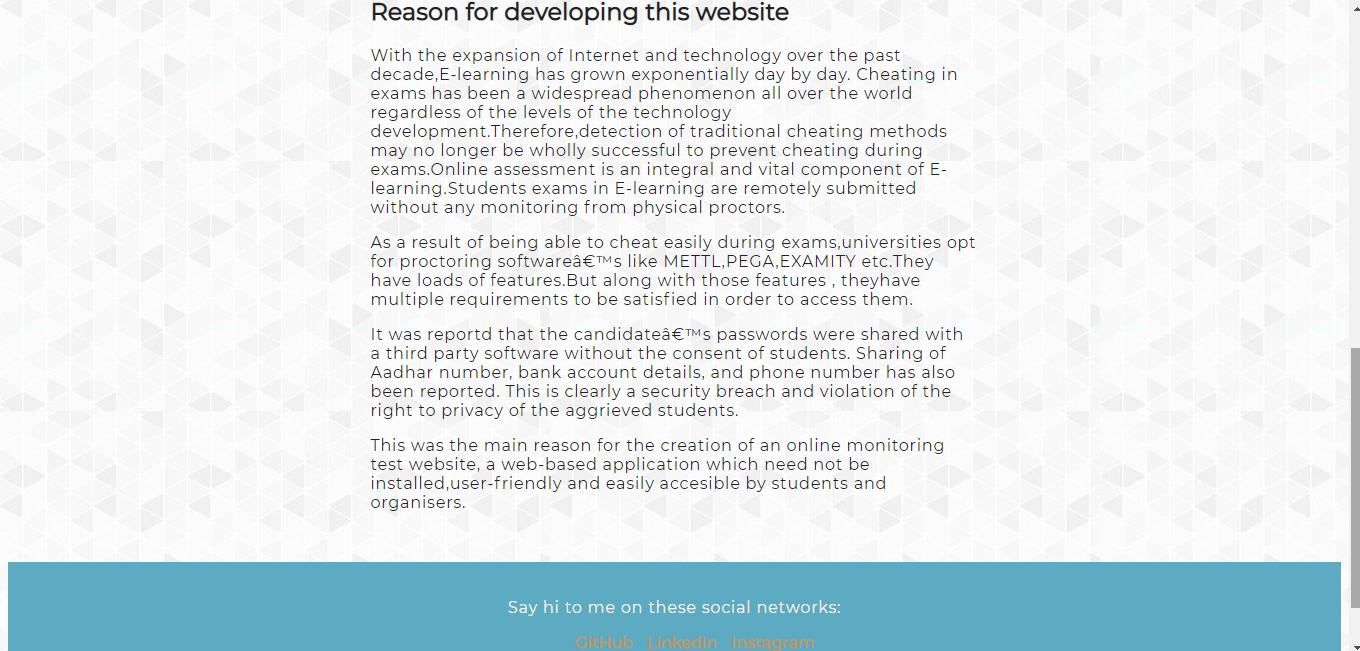 Reason for developing this website
With the expansion of Internet and technology over the past
decade,E-learning has grown exponentially day by day. Cheating in
exams has been a widespread phenomenon all over the world
regardless of the levels of the technology
development.Therefore,detection of traditional cheating methods
may no longer be wholly successful to prevent cheating during
exams.Online assessment is an integral and vital component of E-
learning.Students exams in E-learning are remotely submitted
without any monitoring from physical proctors.
As a result of being able to cheat easily during exams,universities opt
for proctoring softwareâ€™s like METTL,PEGA,EXAMITY etc.They
have loads of features.But along with those features , theyhave
multiple requirements to be satisfied in order to access them.
It was reportd that the candidateâ€™s passwords were shared with
a third party software without the consent of students. Sharing of
Aadhar number, bank account details, and phone number has also
been reported. This is clearly a security breach and violation of the
right to privacy of the aggrieved students.
This was the main reason for the creation of an online monitoring
test website, a web-based application which need not be
installed,user-friendly and easily accesible by students and
organisers.
Say hi to me on these social networks:
GitHub LinkedIn Instagram